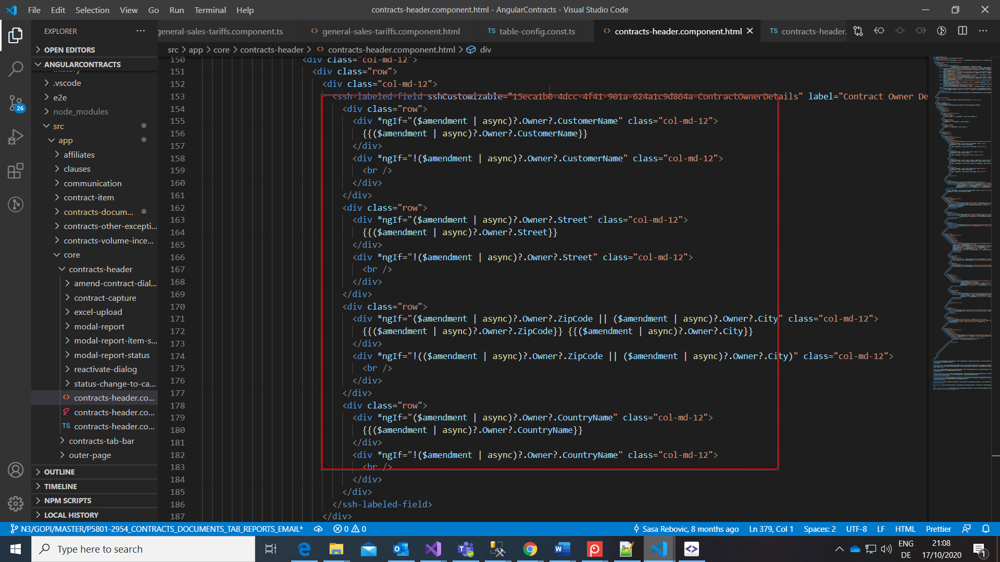 File Edit Selection View Go Run Terminal Help
contracts-header.component.html - AngularContracts - Visual Studio Code
EXPLORER
general-sales-tariffs.component.ts
<> general-sales-tariffs.component.html
TS table-config.const.ts
<> contracts-header.component.html
TS contracts-header.
src > app > core > contracts-header > <> contracts-header.component.html > div
OPEN EDITORS
ANGULARCONTRACTS
.vscode
e2e
node_modules
src
app
affiliates
clauses
communication
contract-item
contracts-docum...
contracts-other-excepti...
contracts-volume-ince...
core
contracts-header
amend-contract-dial...
contract-capture
excel-upload
modal-report
modal-report-item-s...
modal-report-status
reactivate-dialog
status-change-to-ca...
<> contracts-header.co...
contracts-header.co...
TS contracts-header.co...
contracts-tab-bar
outer-page
OUTLINE
TIMELINE
NPM SCRIPTS
LOCAL HISTORY
26
150 <div class="col-md-12">
151 <div class="row">
152 <div class="col-md-12">
153 <ssh-labeled-field sshCustomizable="15eca1b0-4dcc-4f41-901a-624a1c9d864a-ContractOwnerDetails" label="Contract Owner De
154 <div class="row">
155 <div *ngIf="($amendment | async)?.Owner?.CustomerName" class="col-md-12">
156 {{($amendment | async)?.Owner?.CustomerName}}
157 </div>
158 <div *ngIf="!($amendment | async)?.Owner?.CustomerName" class="col-md-12">
159 <br />
160 </div>
161 </div>
162 <div class="row">
163 <div *ngIf="($amendment | async)?.Owner?.Street" class="col-md-12">
164 {{($amendment | async)?.Owner?.Street}}
165 </div>
166 <div *ngIf="!($amendment | async)?.Owner?.Street" class="col-md-12">
167 <br />
168 </div>
169 </div>
170 <div class="row">
171 <div *ngIf="($amendment | async)?.Owner?.ZipCode || ($amendment | async)?.Owner?.City" class="col-md-12">
172 {{($amendment | async)?.Owner?.ZipCode}} {{($amendment | async)?.Owner?.City}}
173 </div>
174 <div *ngIf="!(($amendment | async)?.Owner?.ZipCode || ($amendment | async)?.Owner?.City)" class="col-md-12">
175 <br />
176 </div>
177 </div>
178 <div class="row">
179 <div *ngIf="($amendment | async)?.Owner?.CountryName" class="col-md-12">
180 {{($amendment | async)?.Owner?.CountryName}}
181 </div>
182 <div *ngIf="!($amendment | async)?.Owner?.CountryName" class="col-md-12">
183 <br />
184 </div>
185 </div>
186 </ssh-labeled-field>
187 </div>
N3/GOPI/MASTER/P5801-2954_CONTRACTS_DOCUMENTS_TAB_REPORTS_EMAIL* 0 0 Sasa Rebovic, 8 months ago Ln 379, Col 1 Spaces: 2 UTF-8 LF HTML Prettier
Type here to search
ENG
DE
21:08
17/10/2020
1